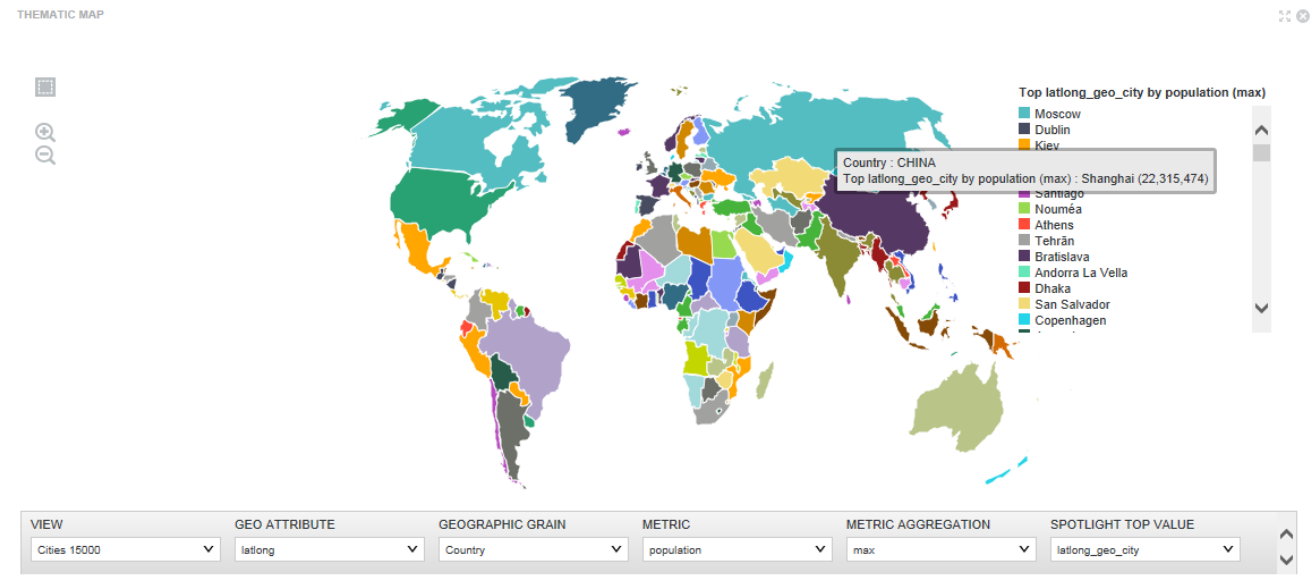 THEMATIC MAP
Top latlong_geo_city by population (max)
Moscow
Dublin
Kiev
Country : CHINA
Top latlong_geo_city by population (max) : Shanghai (22,315,474)
Santiago
Nouméa
Athens
Tehrān
Bratislava
Andorra La Vella
Dhaka
San Salvador
Copenhagen
VIEW GEO ATTRIBUTE GEOGRAPHIC GRAIN METRIC METRIC AGGREGATION SPOTLIGHT TOP VALUE
Cities 15000 latlong Country population max latlong_geo_city